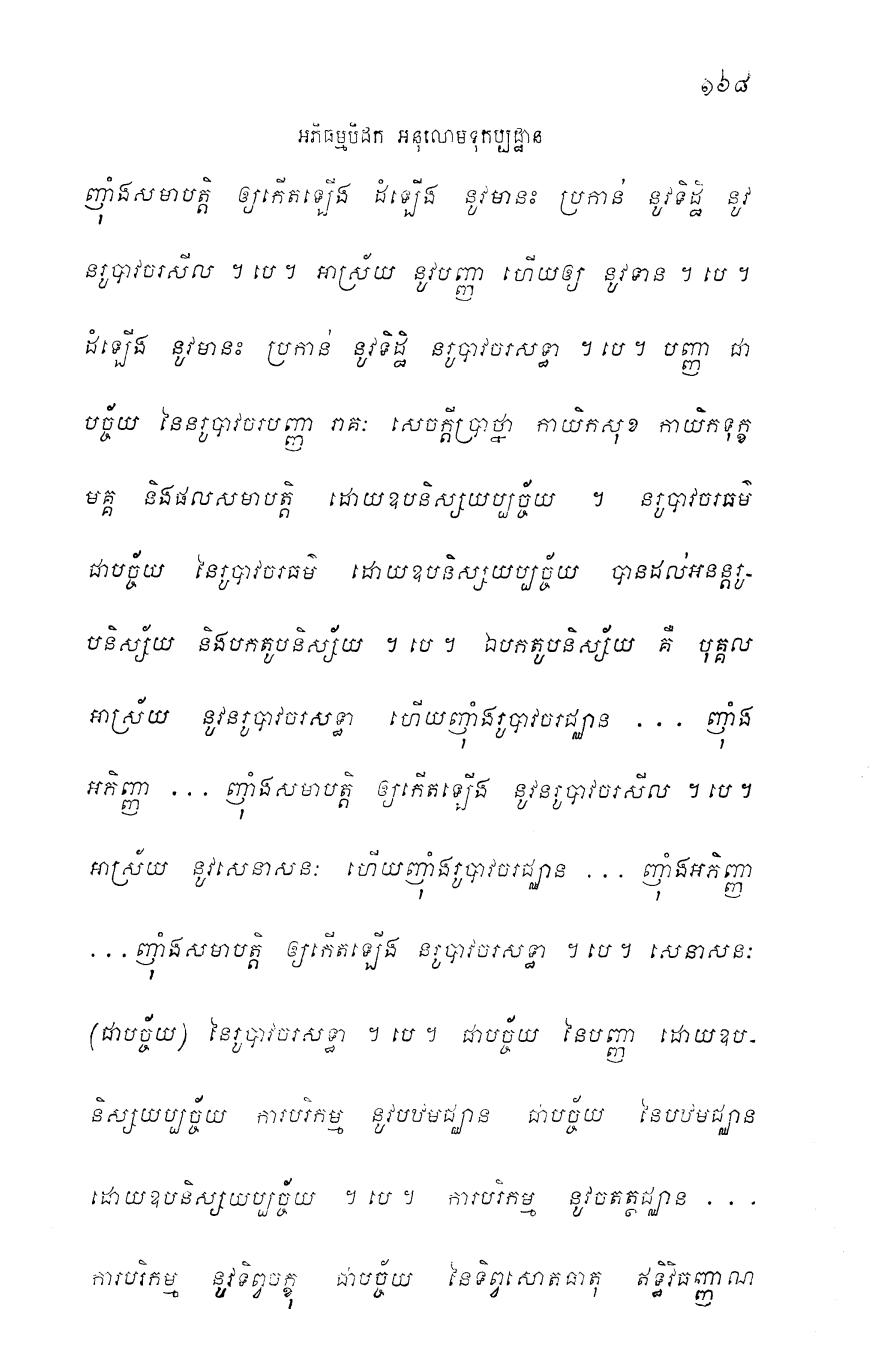 ១៦៨
អភិធម្មបិដក អនុលោមទុកប្បដ្ឋាន
ញ៉ាំងសមាបត្តិ ឲ្យកើតឡើង ដំឡើង នូវមានះ ប្រកាន់ នូវទិដ្ឋិ នូវ
នរូបាវចរសីល ។ បេ ។ អាស្រ័យ នូវបញ្ញា ហើយឲ្យ នូវទាន ។ បេ ។
ដំឡើង នូវមានះ ប្រកាន់ នូវទិដ្ឋិ នរូបាវចរសទ្ធា ។ បេ ។ បញ្ញា ជា
បច្ច័យ នៃនរូបាវចរបញ្ញា រាគៈ សេចក្តីប្រាថ្នា កាយិកសុខ កាយិកទុក្ខ
មគ្គ និងផលសមាបត្តិ ដោយឧបនិស្សយប្បច្ច័យ ។ នរូបាវចរធម៌
ជាបច្ច័យ នៃរូបាវចរធម៌ ដោយឧបនិស្សយប្បច្ច័យ បានដល់អនន្តរូ-
បនិស្ស័យ និងបកតូបនិស្ស័យ ។ បេ ។ ឯបកតូបនិស្ស័យ គឺ បុគ្គល
អាស្រ័យ នូវនរូបាវចរសទ្ធា ហើយញ៉ាំងរូបាវចរជ្ឈាន ... ញ៉ាំង
អភិញ្ញា ... ញ៉ាំងសមាបត្តិ ឲ្យកើតឡើង នូវនរូបាវចរសីល ។ បេ ។
អាស្រ័យ នូវសេនាសនៈ ហើយញ៉ាំងរូបាវចរជ្ឈាន ... ញ៉ាំងអភិញ្ញា
...ញ៉ាំងសមាបត្តិ ឲ្យកើតឡើង នរូបាវចរសទ្ធា ។ បេ ។ សេនាសនៈ
(ជាបច្ច័យ) នៃរូបាវចរសទ្ធា ។ បេ ។ ជាបច្ច័យ នៃបញ្ញា ដោយឧប-
និស្សយប្បច្ច័យ ការបរិកម្ម នូវបឋមជ្ឈាន ជាបច្ច័យ នៃបឋមជ្ឈាន
ដោយឧបនិស្សយប្បច្ច័យ ។ បេ ។ ការបរិកម្ម នូវចតុត្ថជ្ឈាន ...
ការបរិកម្ម នូវទិព្វចក្ខុ ជាបច្ច័យ នៃទិព្វសោតធាតុ ឥទ្ធិវិធញ្ញាណ